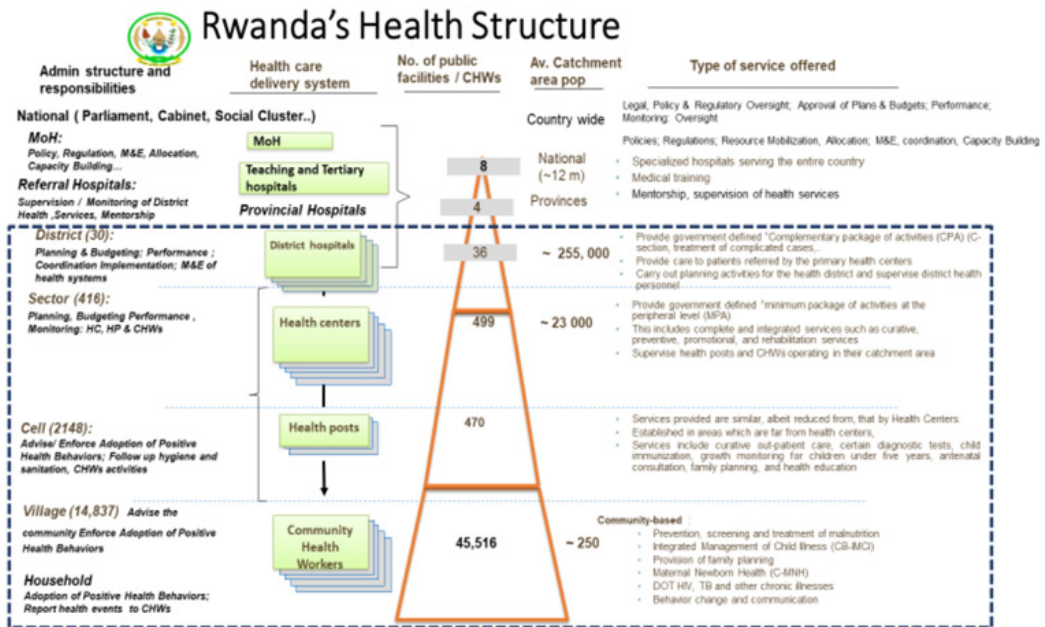 Rwanda's Health Structure
Admin structure and
responsibilities
Health care
delivery system
No. of public
facilities / CHWs
Av. Catchment
area pop
Type of service offered
National ( Parliament, Cabinet, Social Cluster..)
MoH:
Policy, Regulation, M&E, Allocation,
Capacity Building…
Referral Hospitals:
Supervision / Monitoring of District
Health ,Services, Mentorship
MoH
Teaching and Tertiary
hospitals
Provincial Hospitals
8
4
Country wide
National
(~12 m)
Provinces
Legal, Policy & Regulatory Oversight; Approval of Plans & Budgets; Performance;
Monitoring: Oversight
Policies; Regulations; Resource Mobilization, Allocation; M&E, coordination, Capacity Building
• Specialized hospitals serving the entire country
• Medical training
• Mentorship, supervision of health services
District (30):
Planning & Budgeting; Performance ;
Coordination Implementation; M&E of
health systems
District hospitals
36
~ 255, 000
• Provide government defined "Complementary package of activities (CPA) (C-
section, treatment of complicated cases,..
• Provide care to patients referred by the primary health centers
• Carry out planning activities for the health district and supervise district health
personnel
Sector (416):
Planning, Budgeting Performance ,
Monitoring: HC, HP & CHWs
Health centers
499
~ 23 000
• Provide government defined "minimum package of activities at the
peripheral level (MPA)
• This includes complete and integrated services such as curative,
preventive, promotional, and rehabilitation services
• Supervise health posts and CHWs operating in their catchment area
Cell (2148):
Advise/ Enforce Adoption of Positive
Health Behaviors; Follow up hygiene and
sanitation, CHWs activities
Health posts
470
• Services provided are similar, albeit reduced from, that by Health Centers.
• Established in areas which are far from health centers,
• Services include curative out-patient care, certain diagnostic tests, child
immunization, growth monitoring for children under five years, antenatal
consultation, family planning, and health education
Village (14,837) Advise the
community Enforce Adoption of Positive
Health Behaviors
Household
Adoption of Positive Health Behaviors;
Report health events to CHWs
Community
Health
Workers
45,516
~ 250
Community-based :
• Prevention, screening and treatment of malnutrition
• Integrated Management of Child Illness (CB-IMCI)
• Provision of family planning
• Maternal Newborn Health (C-MNH)
• DOT HIV, TB and other chronic illnesses
• Behavior change and communication